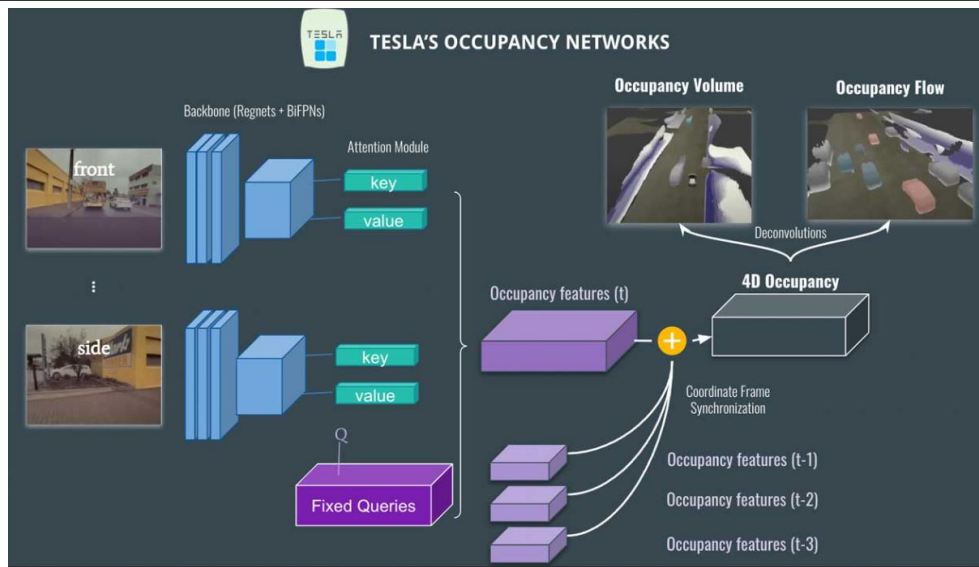 TESLA
TESLA'S OCCUPANCY NETWORKS
Occupancy Volume
Occupancy Flow
Backbone (Regnets + BiFPNs)
Attention Module
front
key
value
Deconvolutions
4D Occupancy
Occupancy features (t)
side
key
value
Coordinate Frame
Synchronization
Q
Fixed Queries
Occupancy features (t-1)
Occupancy features (t-2)
Occupancy features (t-3)